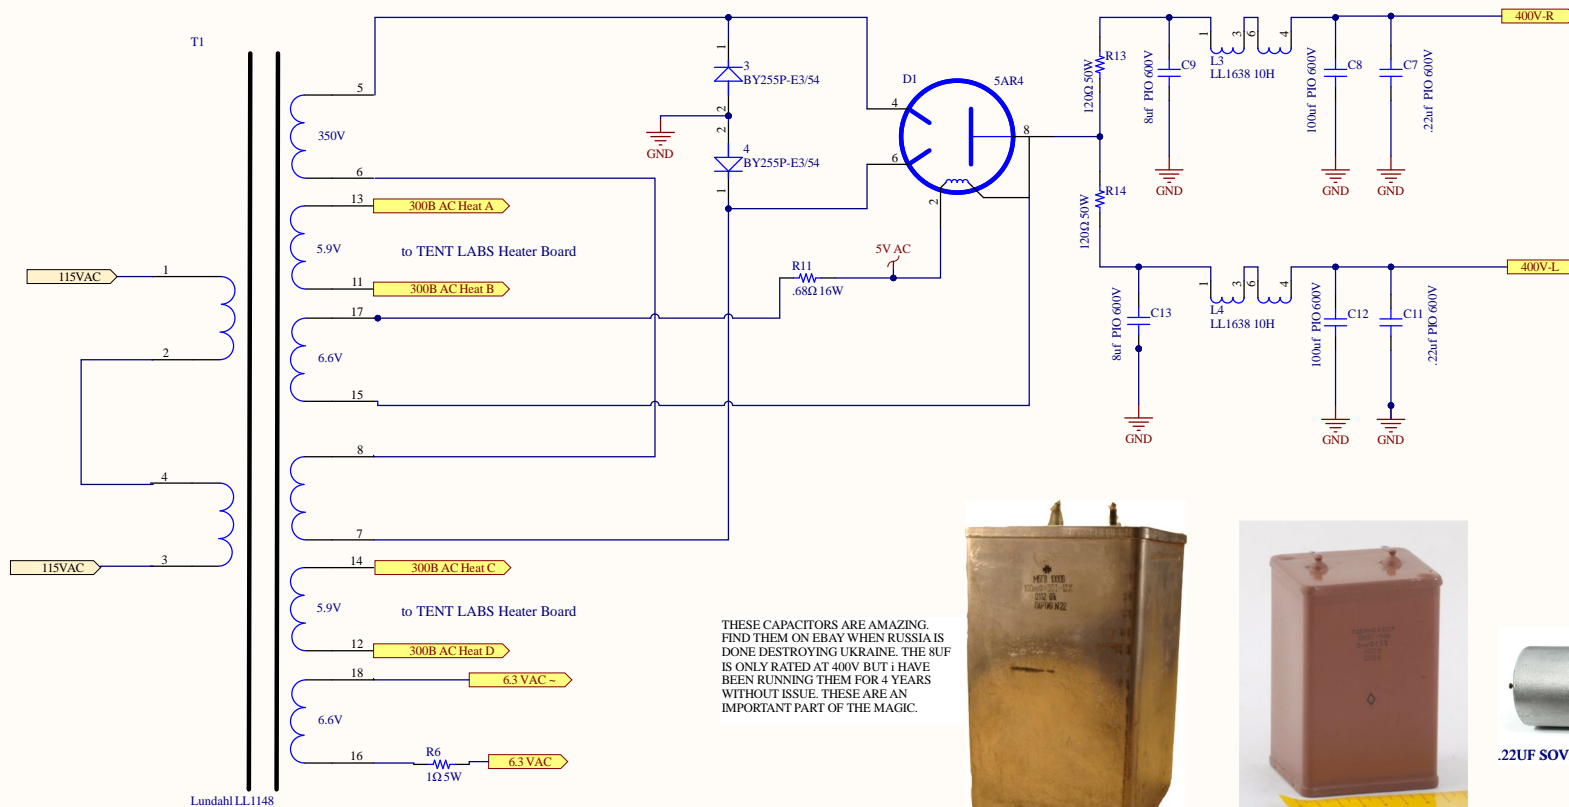 T1
115VAC
1
2
4
3
115VAC
5
350V
6
13
5.9V
11
17
6.6V
15
8
7
14
5.9V
12
18
6.6V
16
Lundahl LL1148
300B AC Heat A
to TENT LABS Heater Board
300B AC Heat B
300B AC Heat C
to TENT LABS Heater Board
300B AC Heat D
6.3 VAC ~
R6
1Ω 5W
6.3 VAC
1
3
BY255P-E3/54
2
GND
2
4
BY255P-E3/54
1
D1
5AR4
4
6
8
2
5V AC
R11
.68Ω 16W
R13
120Ω 50W
R14
120Ω 50W
C9
8uf PIO 600V
GND
1
3
6
4
L3
LL1638 10H
C8
100uf PIO 600V
GND
C7
.22uf PIO 600V
GND
400V-R
C13
8uf PIO 600V
GND
1
3
6
4
L4
LL1638 10H
C12
100uf PIO 600V
GND
C11
.22uf PIO 600V
GND
400V-L
THESE CAPACITORS ARE AMAZING.
FIND THEM ON EBAY WHEN RUSSIA IS
DONE DESTROYING UKRAINE. THE 8UF
IS ONLY RATED AT 400V BUT i HAVE
BEEN RUNNING THEM FOR 4 YEARS
WITHOUT ISSUE. THESE ARE AN
IMPORTANT PART OF THE MAGIC.
МБГВ 1000В
.22UF SOV